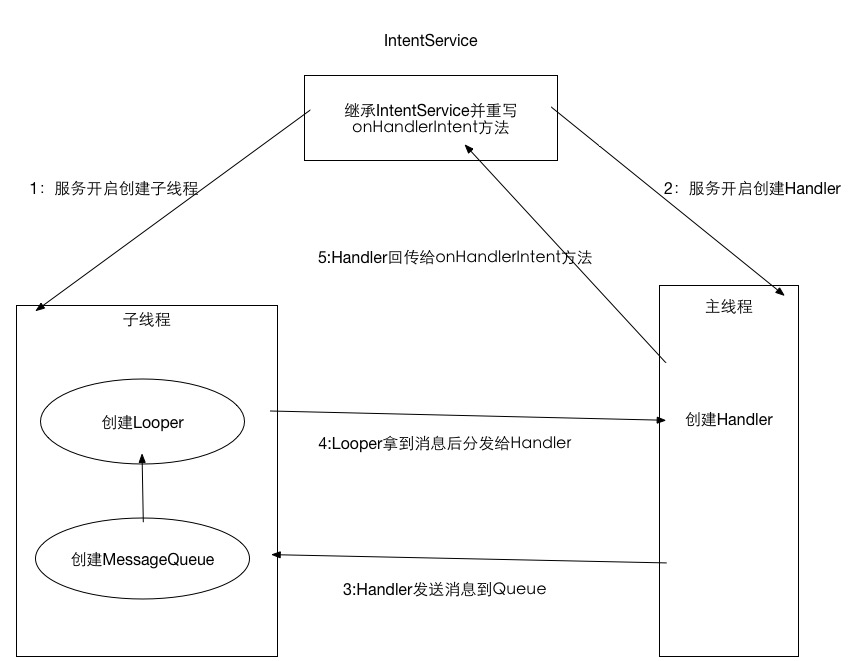 IntentService
继承IntentService并重写
onHandlerIntent方法
1：服务开启创建子线程
2：服务开启创建Handler
5:Handler回传给onHandlerIntent方法
子线程
主线程
创建Looper
创建Handler
4:Looper拿到消息后分发给Handler
创建MessageQueue
3:Handler发送消息到Queue